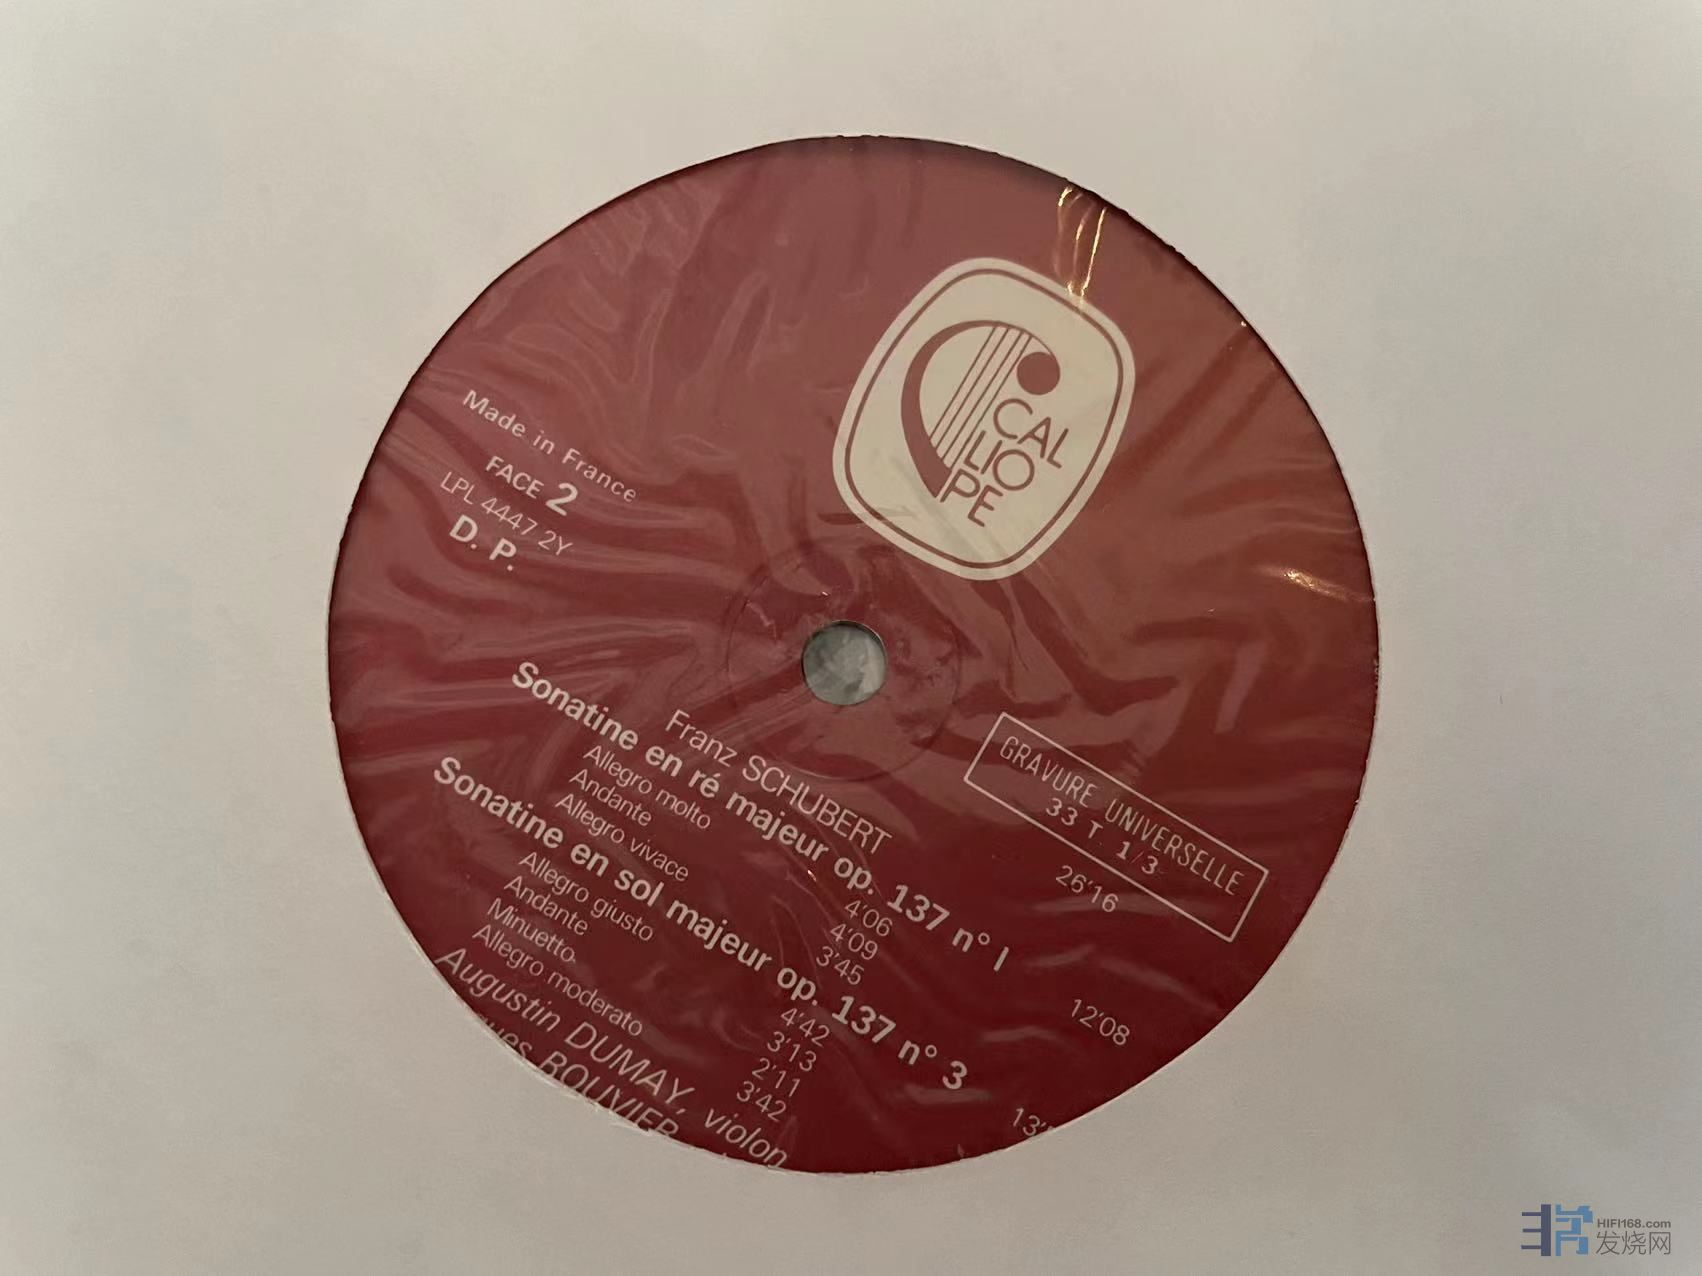 CAL
LIO
PE
Made in France
FACE 2
LPL 4447 2Y
D. P.
GRAVURE UNIVERSELLE
33 T 1/3
26'16
Franz SCHUBERT
Sonatine en ré majeur op. 137 n° 1 12'08
Allegro molto 4'06
Andante 4'09
Allegro vivace 3'45
Sonatine en sol majeur op. 137 n° 3
Allegro giusto 4'42
Andante 3'13
Minuetto 2'11
Allegro moderato 3'42
Augustin DUMAY, violon
ROUVIER
HIFI168.com
发烧网